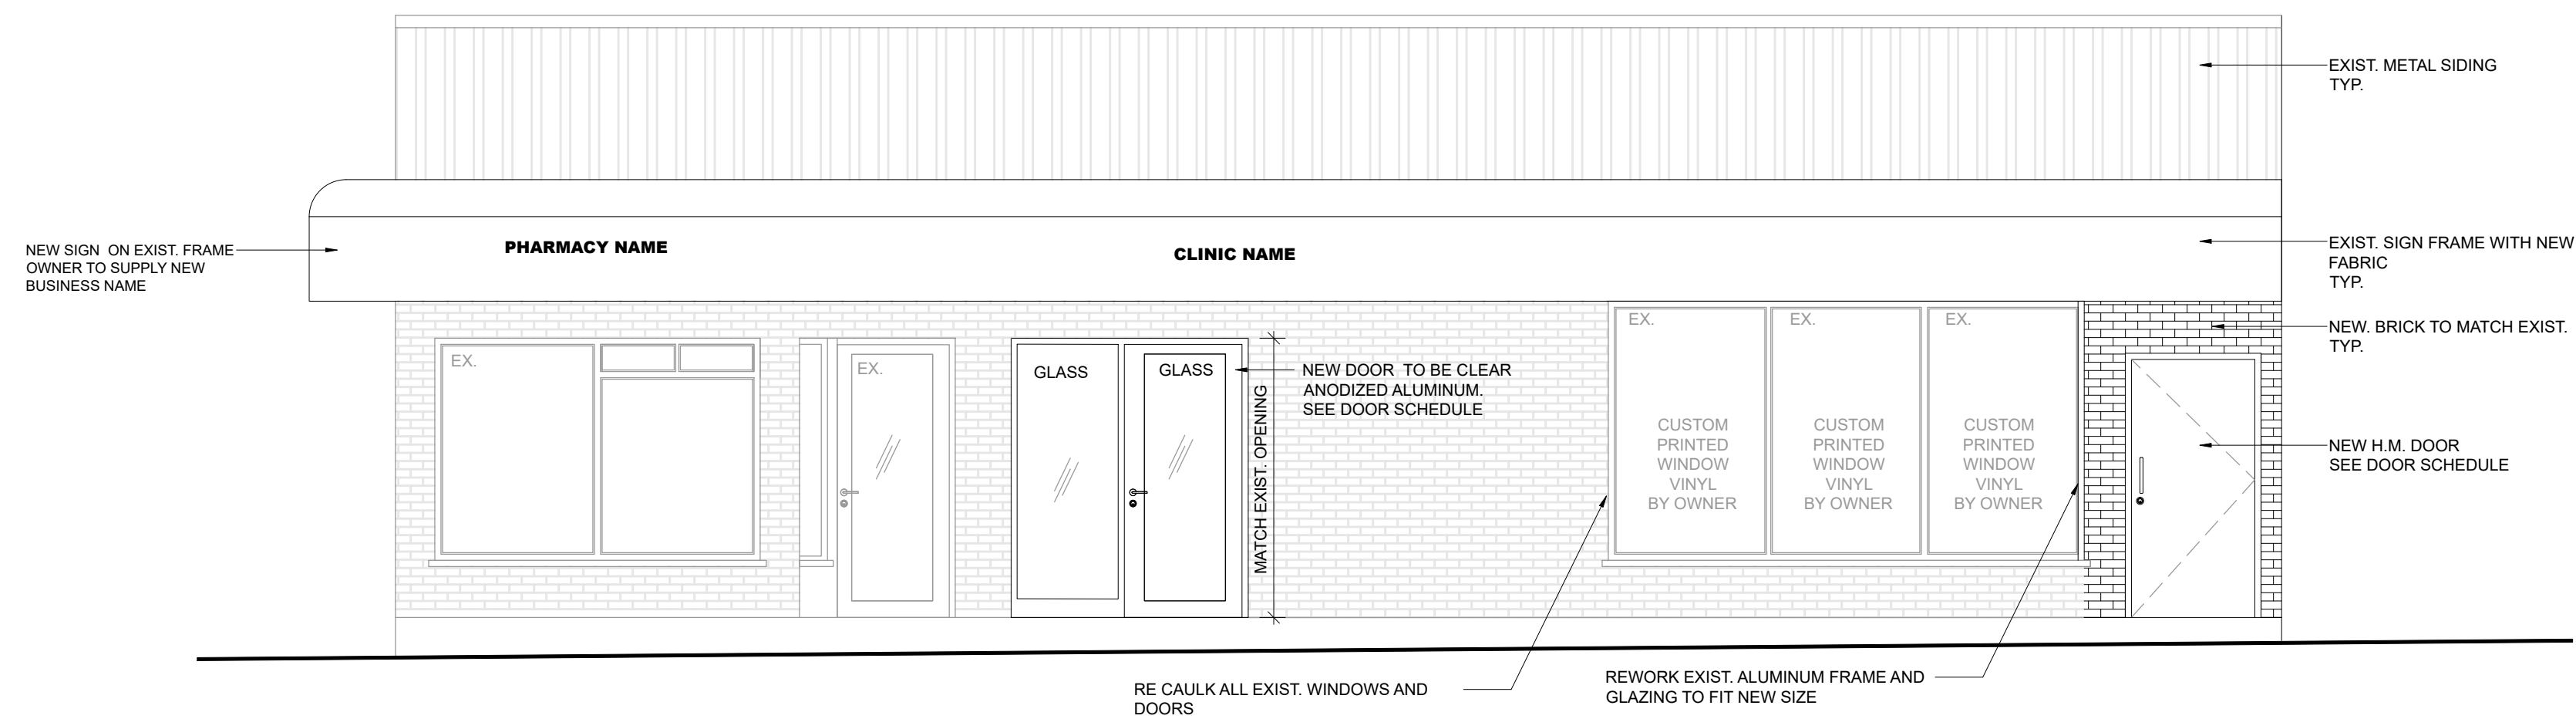 EXIST. METAL SIDING
TYP.
NEW SIGN ON EXIST. FRAME
OWNER TO SUPPLY NEW
BUSINESS NAME
PHARMACY NAME
CLINIC NAME
EXIST. SIGN FRAME WITH NEW
FABRIC
TYP.
NEW. BRICK TO MATCH EXIST.
TYP.
EX.
EX.
GLASS
GLASS
MATCH EXIST. OPENING
NEW DOOR TO BE CLEAR
ANODIZED ALUMINUM.
SEE DOOR SCHEDULE
EX.
CUSTOM
PRINTED
WINDOW
VINYL
BY OWNER
EX.
CUSTOM
PRINTED
WINDOW
VINYL
BY OWNER
EX.
CUSTOM
PRINTED
WINDOW
VINYL
BY OWNER
NEW H.M. DOOR
SEE DOOR SCHEDULE
RE CAULK ALL EXIST. WINDOWS AND
DOORS
REWORK EXIST. ALUMINUM FRAME AND
GLAZING TO FIT NEW SIZE